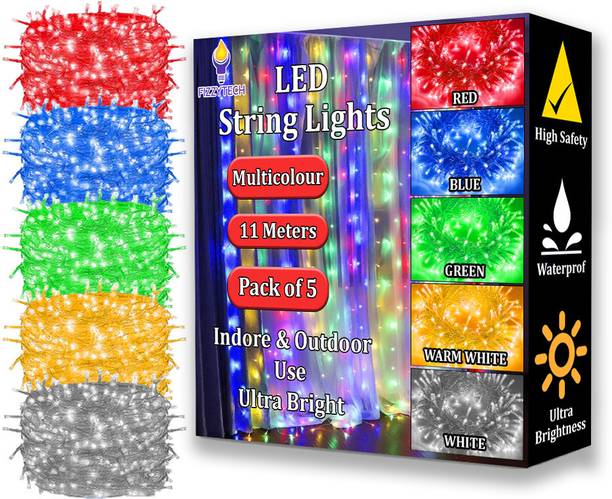 FIZZYTECH
LED
String Lights
Multicolour
11 Meters
Pack of 5
Indore & Outdoor
Use
Ultra Bright
RED
BLUE
GREEN
WARM WHITE
WHITE
High Safety
Waterprof
Ultra
Brightness